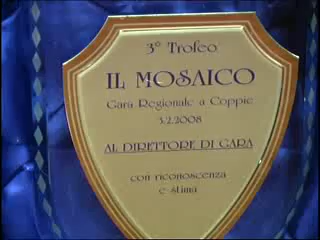 3° Trofeo
IL MOSAICO
Gara Regionale a Coppie
3.2.2008
AL DIRETTORE DI GARA
con riconoscenza
e stima